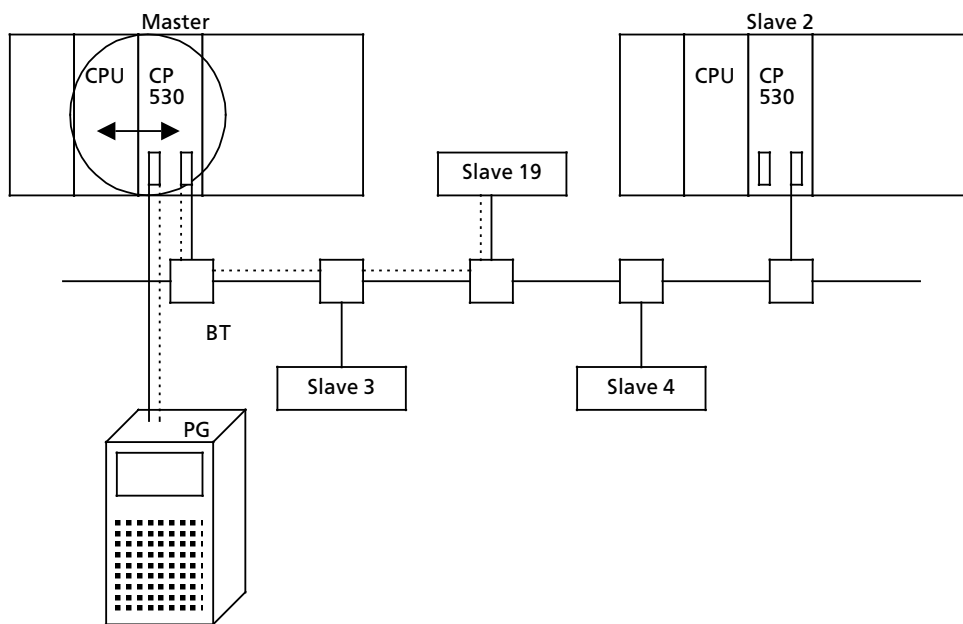 Master
Slave 2
CPU
CP
530
CPU
CP
530
Slave 19
BT
Slave 3
Slave 4
PG